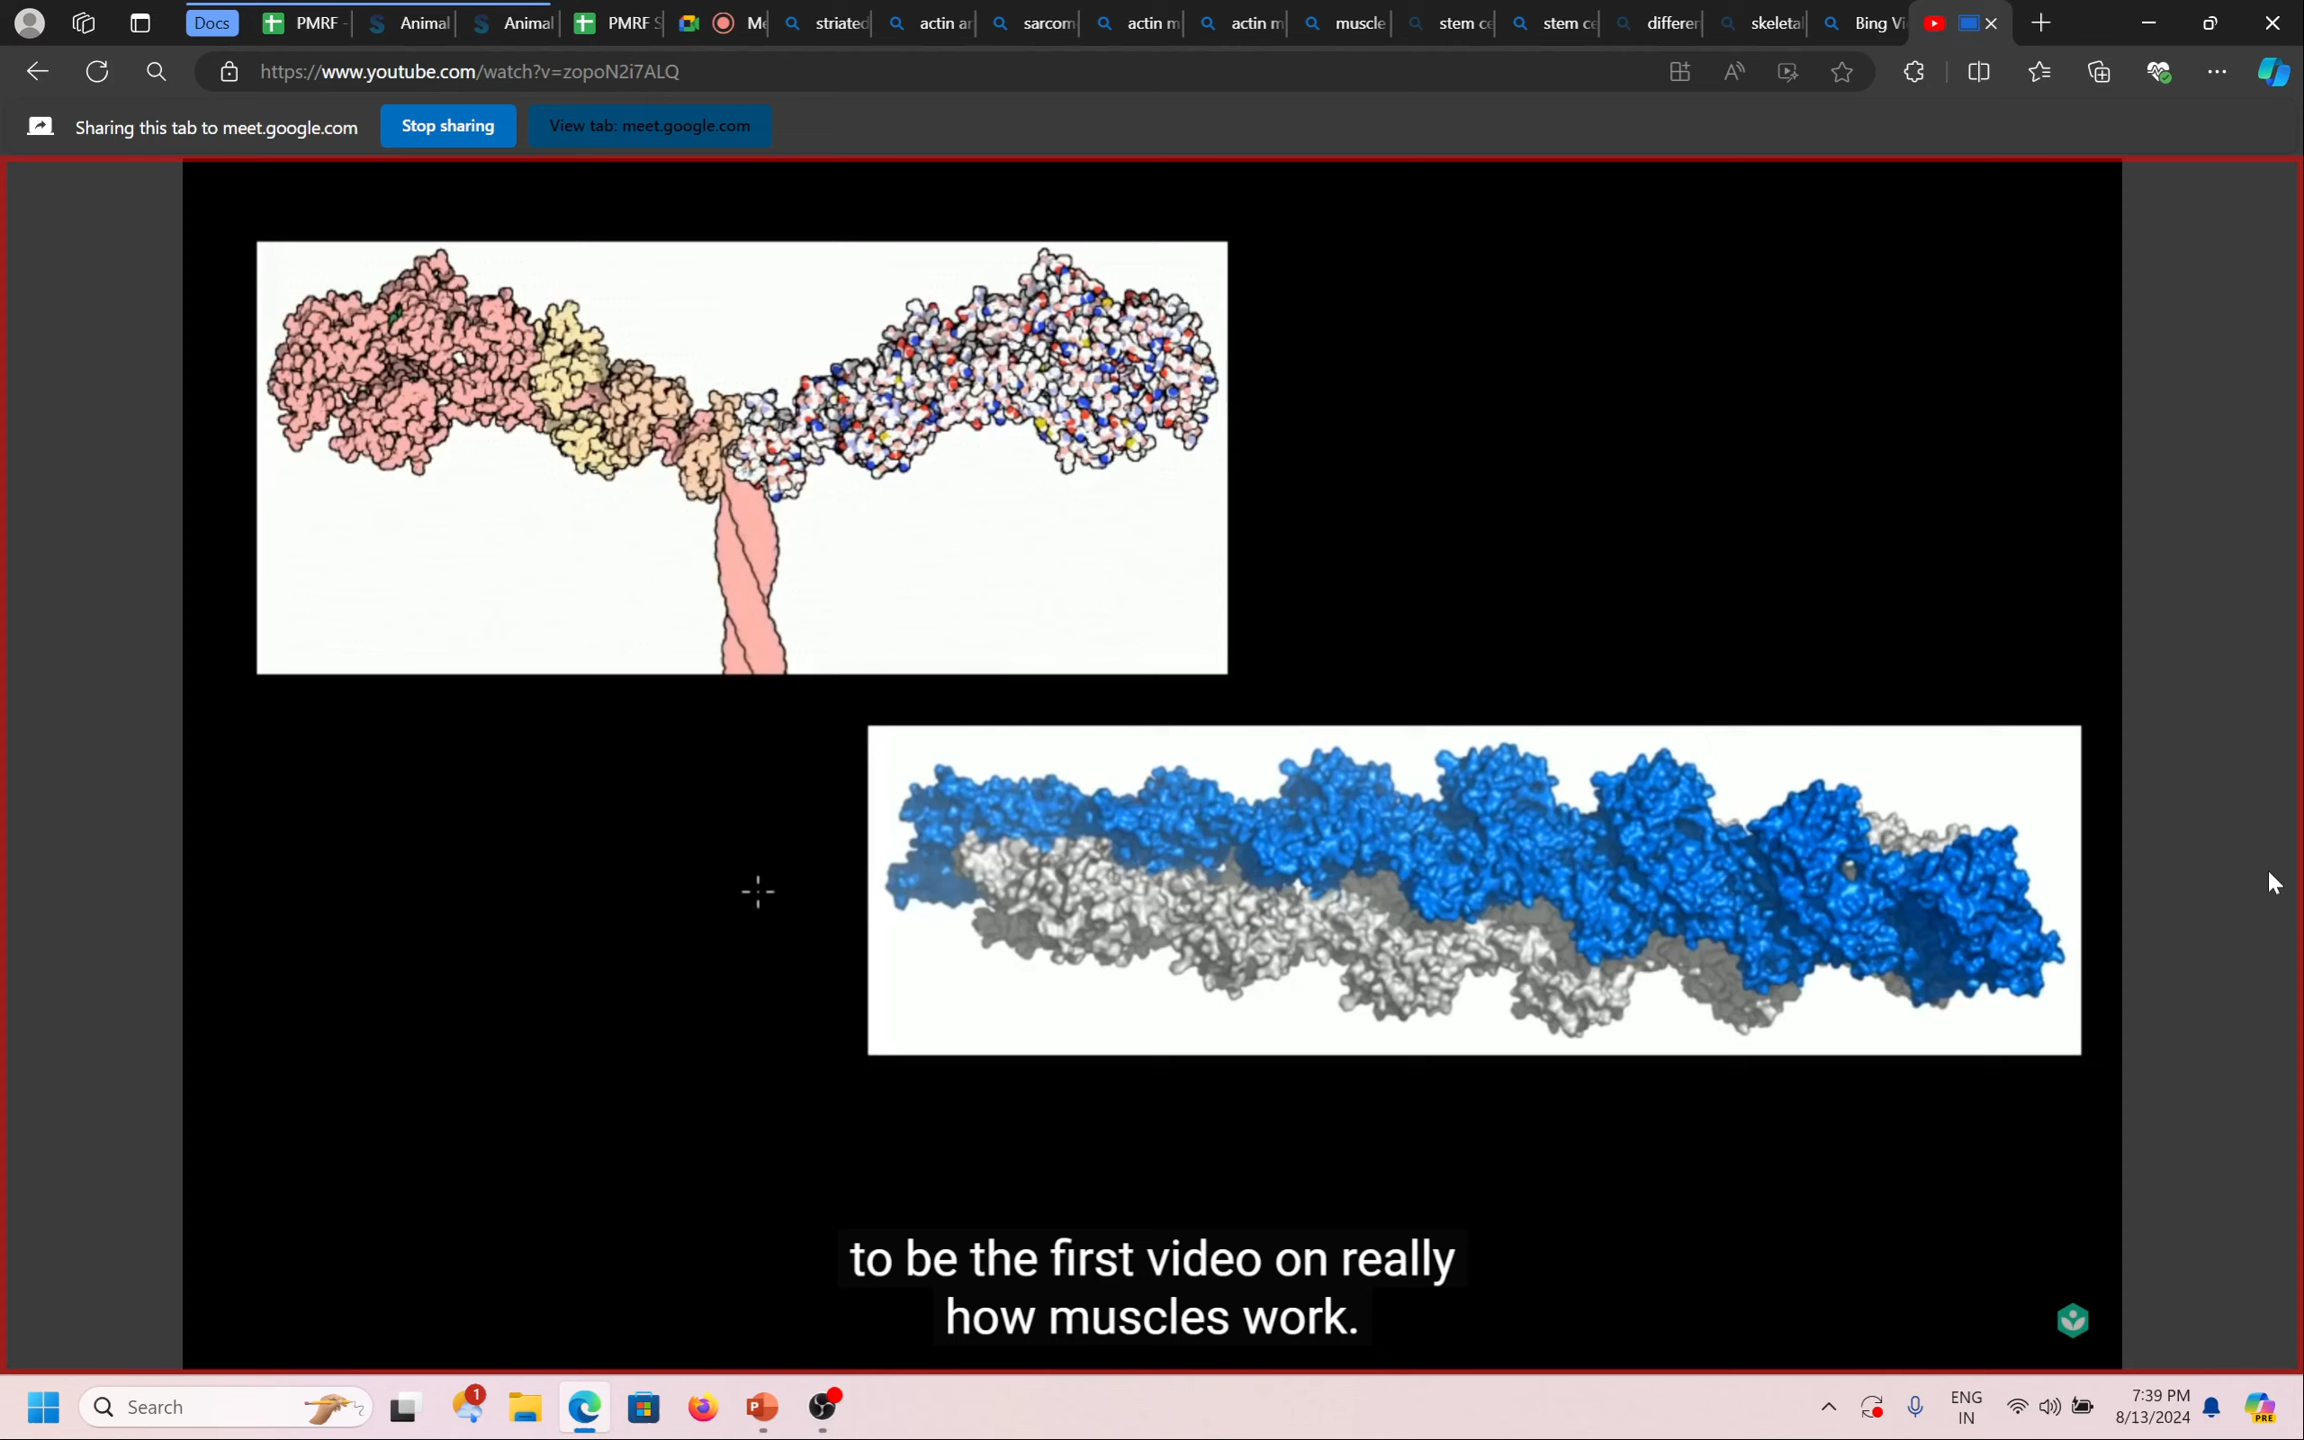 Docs
PMRF -
Animal
Animal
PMRF S
Me
striated
actin ar
sarcom
actin m
actin m
muscle
stem ce
stem ce
differer
skeletal
Bing Vi
https://www.youtube.com/watch?v=zopoN2i7ALQ
Sharing this tab to meet.google.com
Stop sharing
View tab: meet.google.com
to be the first video on really
how muscles work.
Search
1
ENG
IN
7:39 PM
8/13/2024
PRE